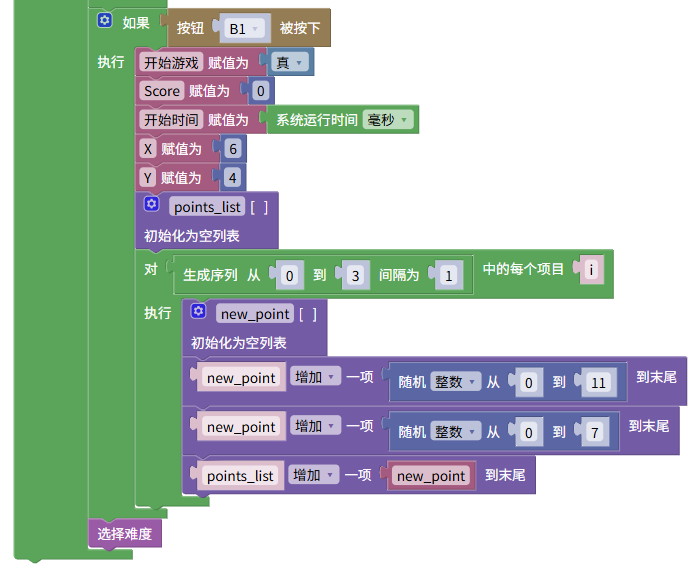 如果 按钮 B1 被按下
执行 开始游戏 赋值为 真
Score 赋值为 0
开始时间 赋值为 系统运行时间 毫秒
X 赋值为 6
Y 赋值为 4
points_list [ ]
初始化为空列表
对 生成序列 从 0 到 3 间隔为 1 中的每个项目 i
执行 new_point [ ]
初始化为空列表
new_point 增加 一项 随机 整数 从 0 到 11 到末尾
new_point 增加 一项 随机 整数 从 0 到 7 到末尾
points_list 增加 一项 new_point 到末尾
选择难度